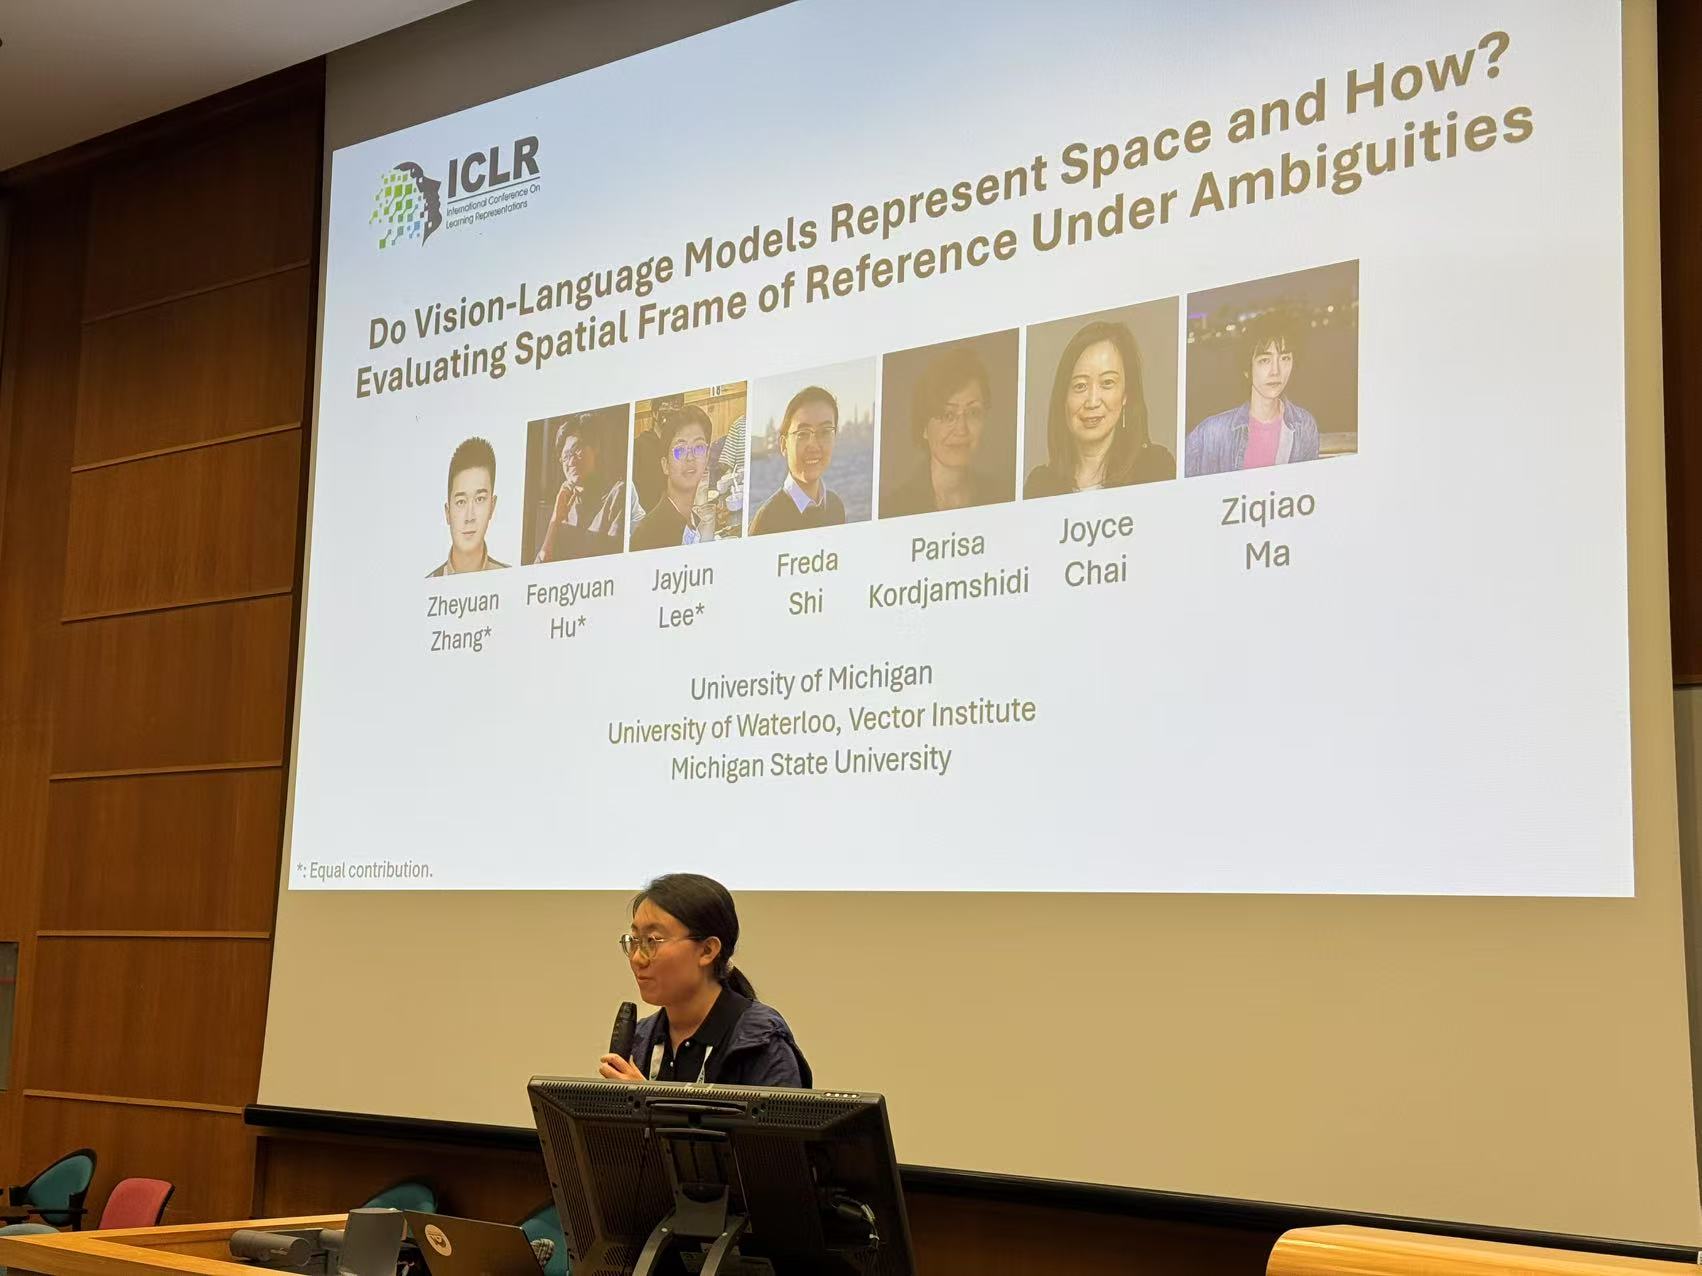 ICLR
International Conference On
Learning Representations
Do Vision-Language Models Represent Space and How?
Evaluating Spatial Frame of Reference Under Ambiguities
18
Zheyuan
Zhang*
Fengyuan
Hu*
Jayjun
Lee*
Freda
Shi
Parisa
Kordjamshidi
Joyce
Chai
Ziqiao
Ma
University of Michigan
University of Waterloo, Vector Institute
Michigan State University
*: Equal contribution.